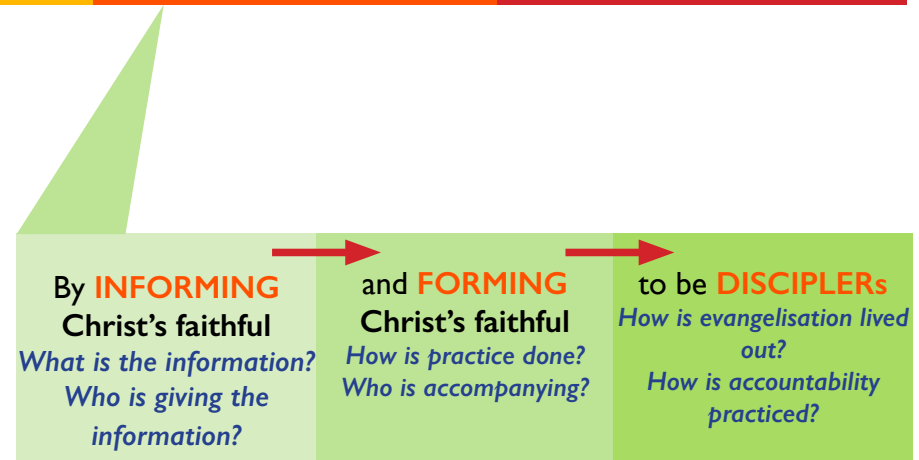 By INFORMING
Christ's faithful
What is the information?
Who is giving the
information?
and FORMING
Christ's faithful
How is practice done?
Who is accompanying?
to be DISCIPLERs
How is evangelisation lived
out?
How is accountability
practiced?